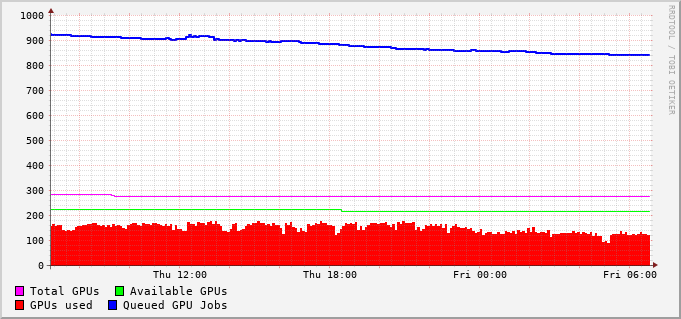 1000
900
800
700
600
500
400
300
200
100
0
Thu 12:00 Thu 18:00 Fri 00:00 Fri 06:00
Total GPUs Available GPUs
GPUs used Queued GPU Jobs
RRDTOOL / TOBI OETIKER